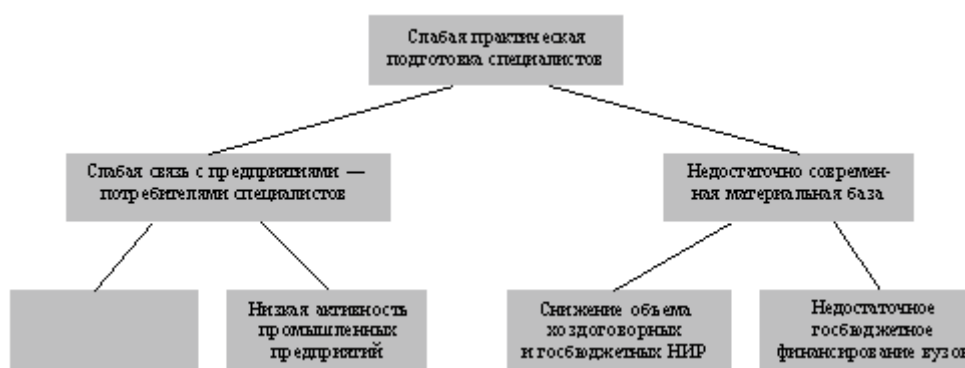 Слабая практическая
подготовка специалистов
Слабая связь с предприятиями —
потребителями специалистов
Недостаточно современ-
ная материальная база
Низкая активность
промышленных
предприятий
Снижение объема
хоздоговорных
и госбюджетных НИР
Недостаточное
госбюджетное
финансирование вузов